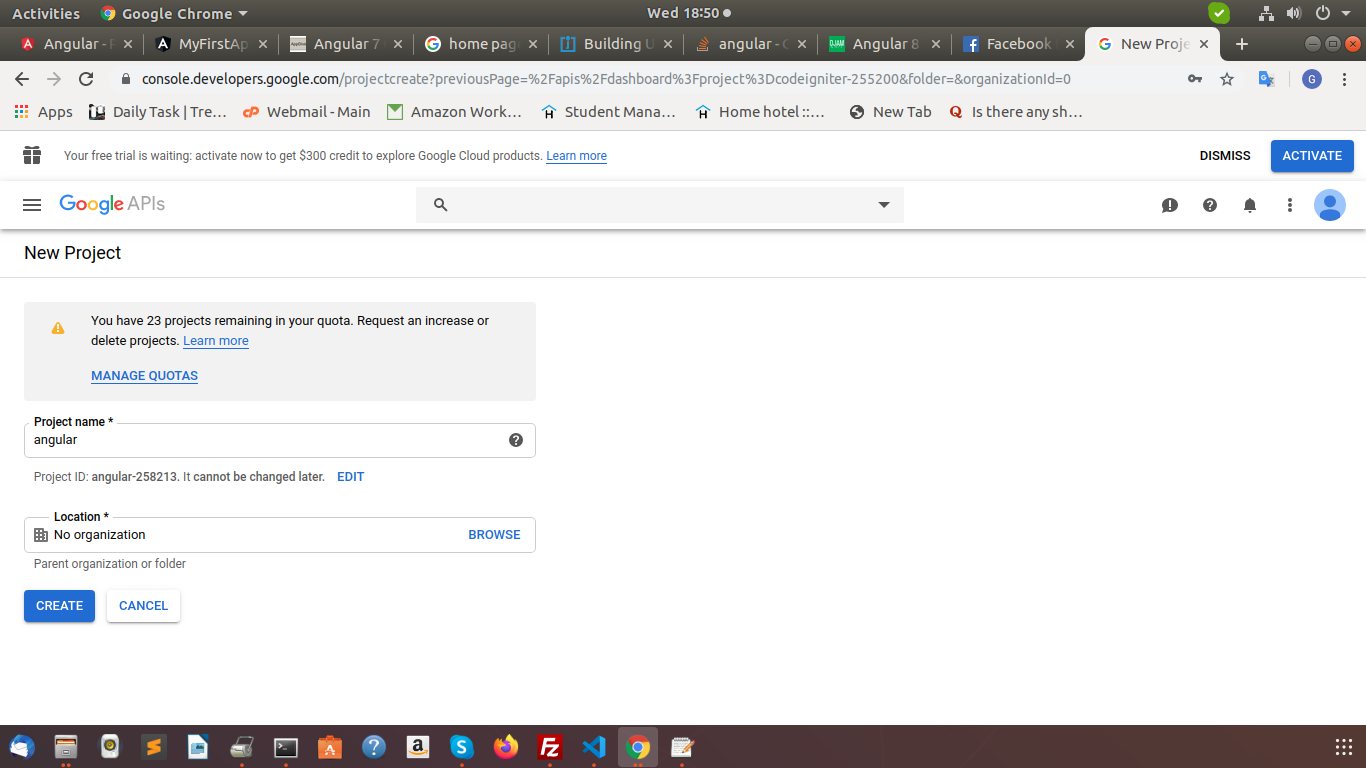 Activities Google Chrome Wed 18:50
Angular - F MyFirstAp Angular 7 home pag Building U angular - C Angular 8 Facebook New Proje
console.developers.google.com/projectcreate?previousPage=%2Fapis%2Fdashboard%3Fproject%3Dcodeigniter-255200&folder=&organizationId=0 G
Apps Daily Task | Tre… Webmail - Main Amazon Work… Student Mana… Home hotel ::… New Tab Is there any sh…
Your free trial is waiting: activate now to get $300 credit to explore Google Cloud products. Learn more DISMISS ACTIVATE
Google APIs
New Project
You have 23 projects remaining in your quota. Request an increase or
delete projects. Learn more
MANAGE QUOTAS
Project name *
angular
Project ID: angular-258213. It cannot be changed later. EDIT
Location *
No organization BROWSE
Parent organization or folder
CREATE CANCEL